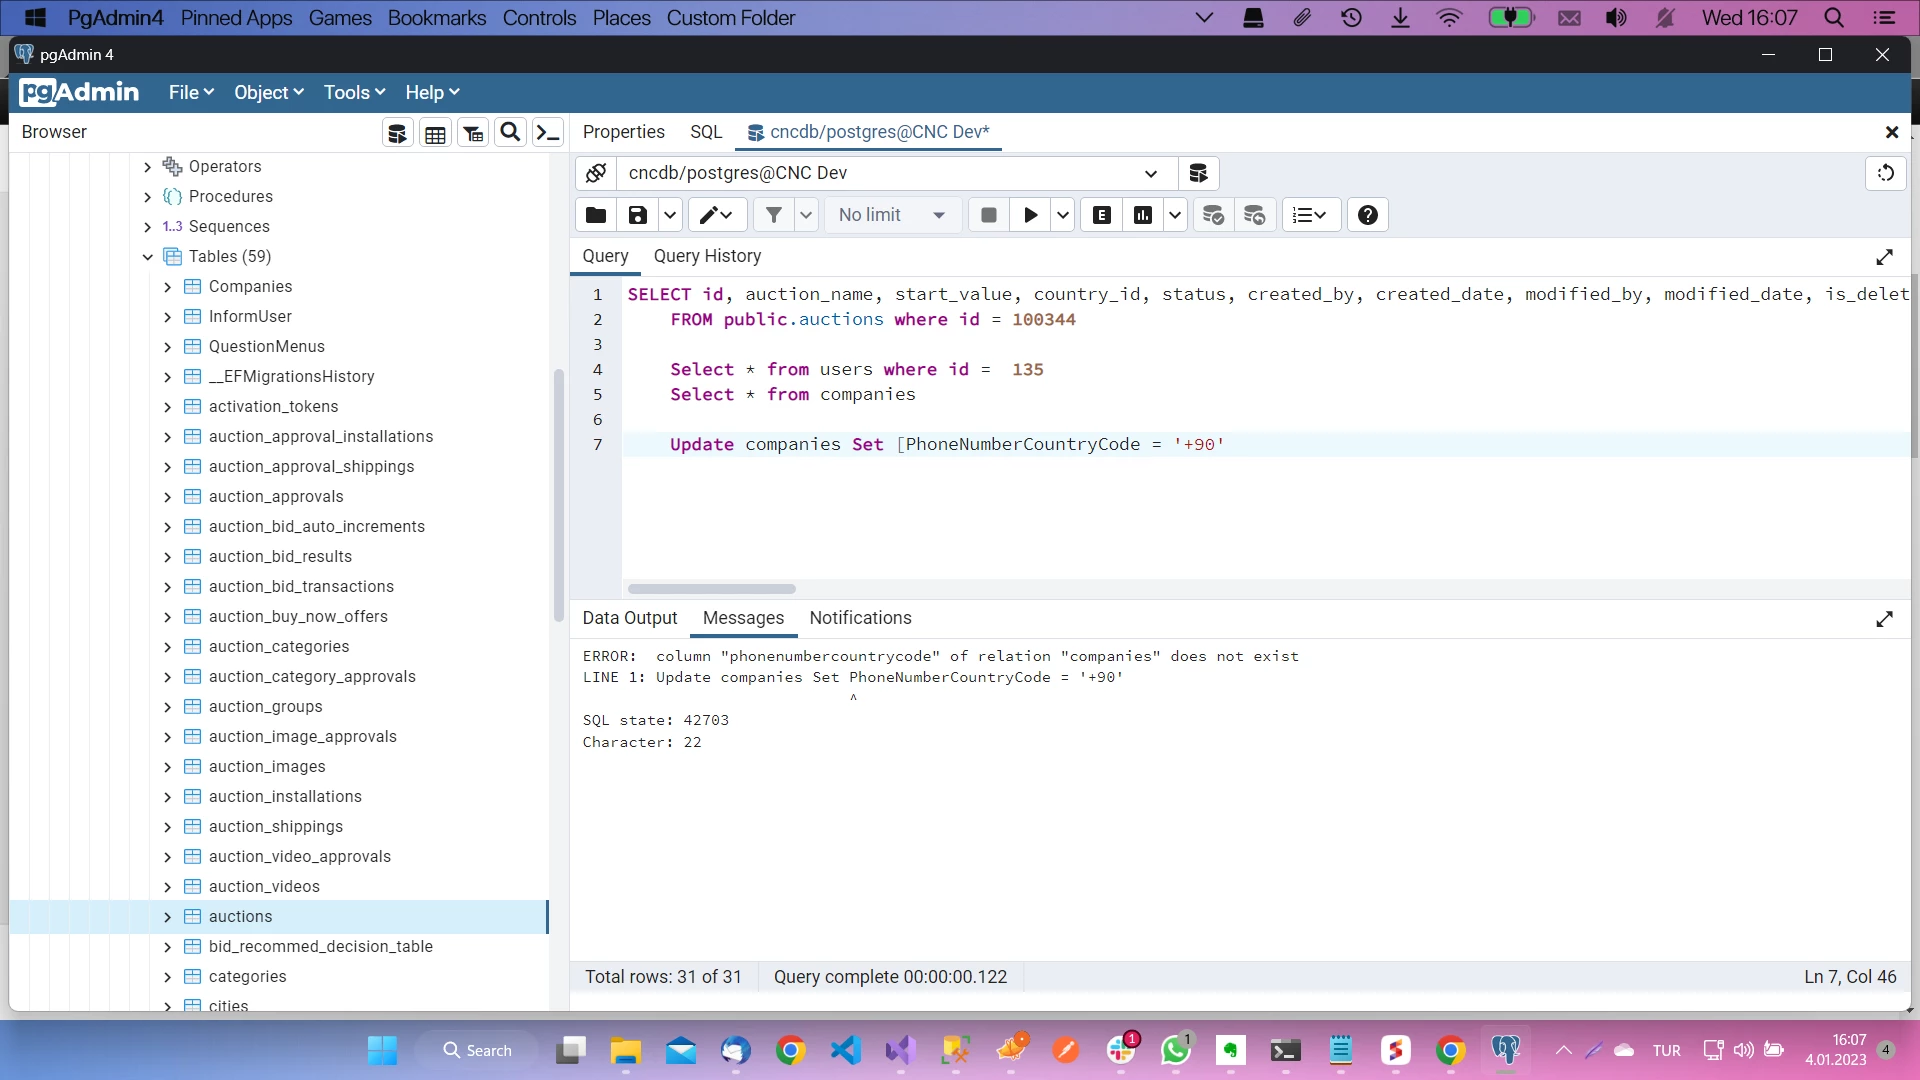 PgAdmin4 Pinned Apps Games Bookmarks Controls Places Custom Folder Wed 16:07
pgAdmin 4
pgAdmin File Object Tools Help
Browser
Properties SQL cncdb/postgres@CNC Dev*
cncdb/postgres@CNC Dev
No limit
Query Query History
Operators
Procedures
1..3 Sequences
Tables (59)
Companies
InformUser
QuestionMenus
__EFMigrationsHistory
activation_tokens
auction_approval_installations
auction_approval_shippings
auction_approvals
auction_bid_auto_increments
auction_bid_results
auction_bid_transactions
auction_buy_now_offers
auction_categories
auction_category_approvals
auction_groups
auction_image_approvals
auction_images
auction_installations
auction_shippings
auction_video_approvals
auction_videos
auctions
bid_recommed_decision_table
categories
cities
1 SELECT id, auction_name, start_value, country_id, status, created_by, created_date, modified_by, modified_date, is_delet
2 FROM public.auctions where id = 100344
3
4 Select * from users where id = 135
5 Select * from companies
6
7 Update companies Set [PhoneNumberCountryCode = '+90'
Data Output Messages Notifications
ERROR: column "phonenumbercountrycode" of relation "companies" does not exist
LINE 1: Update companies Set PhoneNumberCountryCode = '+90'
^
SQL state: 42703
Character: 22
Total rows: 31 of 31 Query complete 00:00:00.122 Ln 7, Col 46
Search 1 1 TUR 16:07 4
4.01.2023